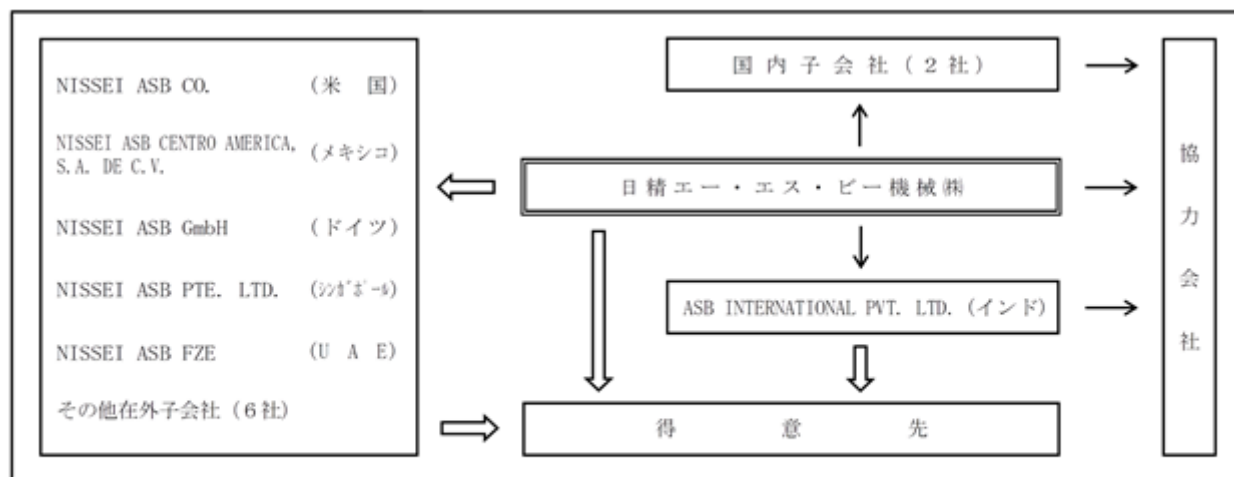 NISSEI ASB CO. (米 国)
NISSEI ASB CENTRO AMERICA, S.A. DE C.V. (メキシコ)
NISSEI ASB GmbH (ドイツ)
NISSEI ASB PTE. LTD. (ｼﾝｶﾞﾎﾟｰﾙ)
NISSEI ASB FZE (U A E)
その他在外子会社 (6社)
国 内 子 会 社 ( 2 社 )
日 精 エ ー ・ エ ス ・ ビ ー 機 械 ㈱
ASB INTERNATIONAL PVT. LTD. (インド)
得 意 先
協 力 会 社